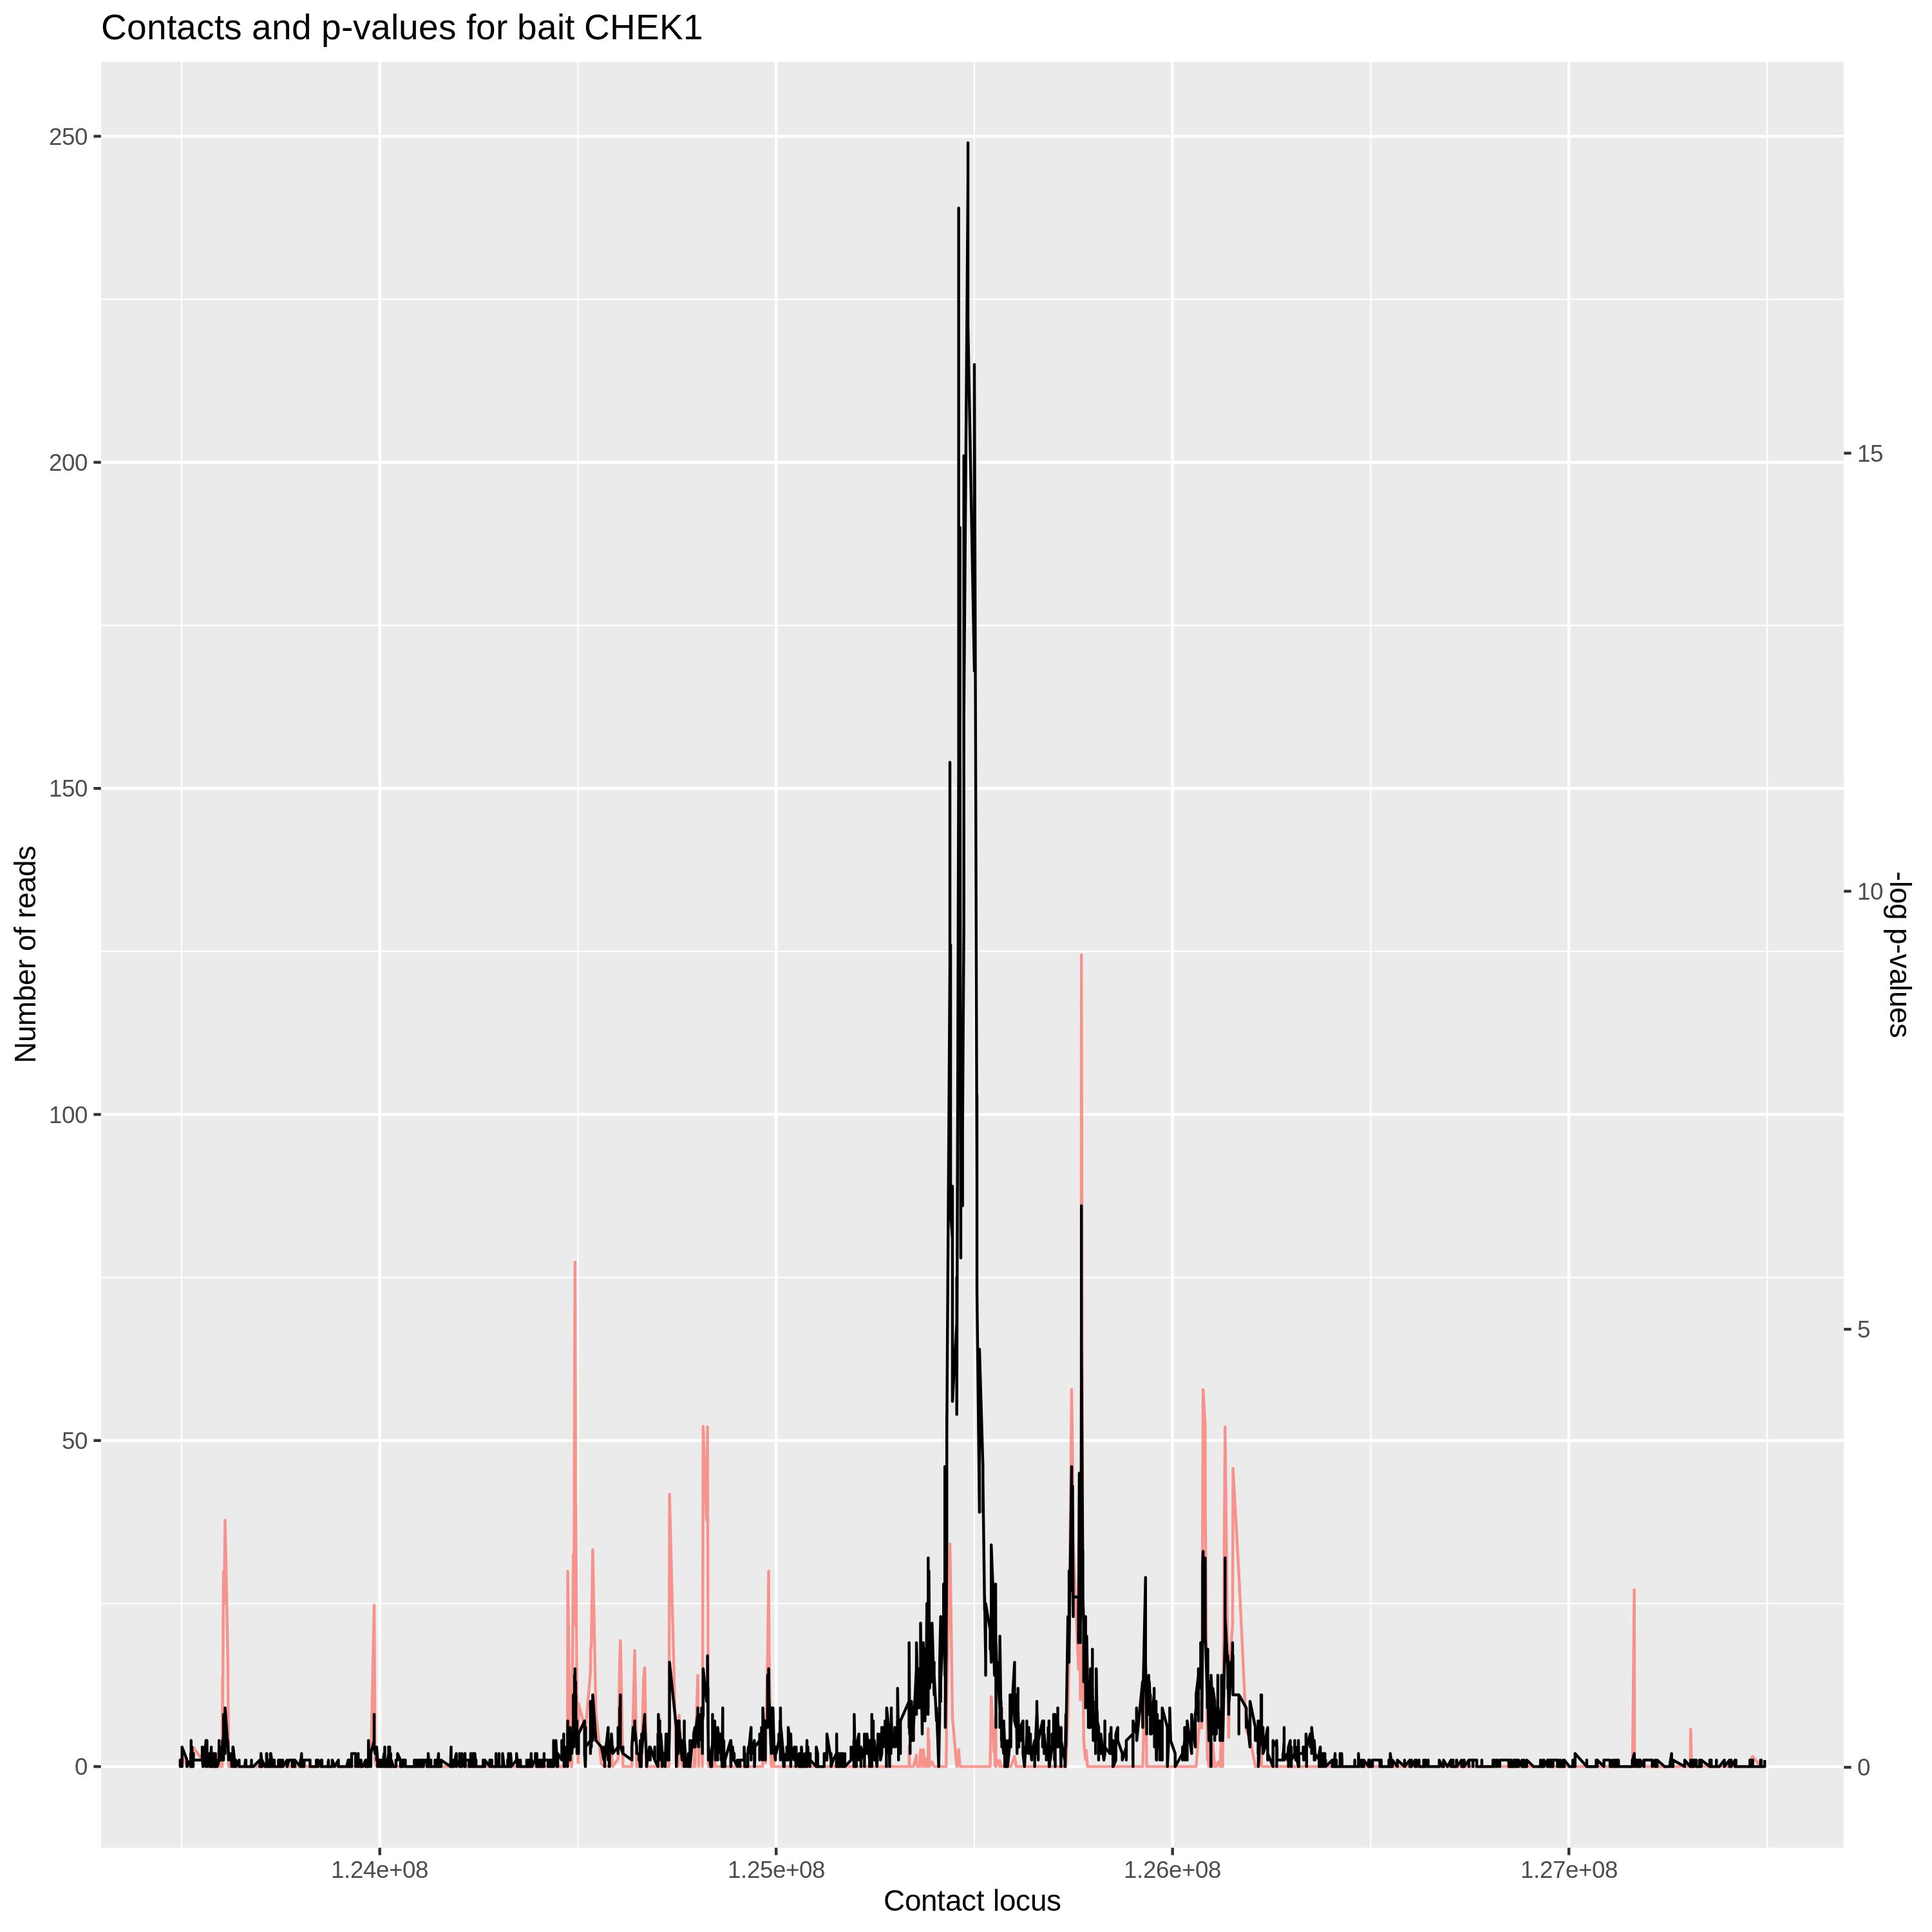 Contacts and p-values for bait CHEK1
250
200
150
100
50
0
Number of reads
15
10
5
0
-log p-values
1.24e+08
1.25e+08
1.26e+08
1.27e+08
Contact locus